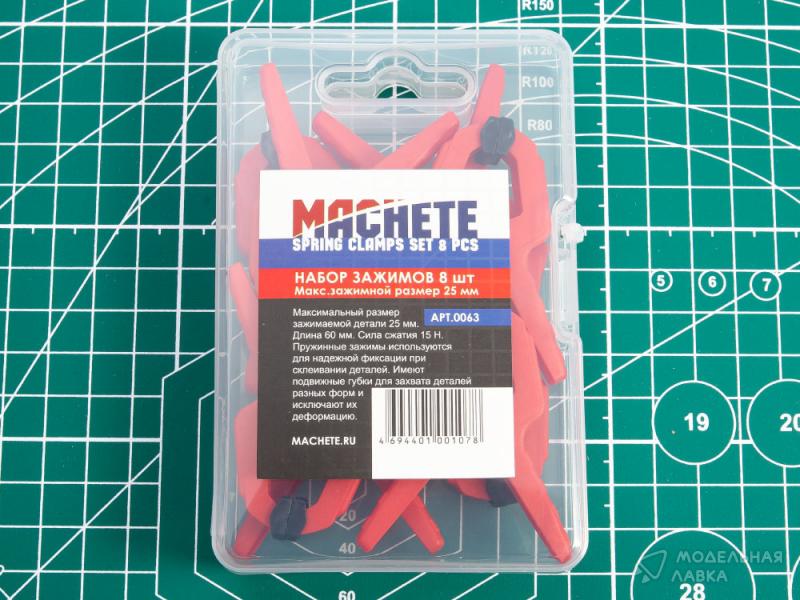 R150
R120
R100
R80
MACHETE
SPRING CLAMPS SET 8 PCS
НАБОР ЗАЖИМОВ 8 шт
Макс.зажимной размер 25 мм
Максимальный размер
зажимаемой детали 25 мм.
АРТ.0063
Длина 60 мм. Сила сжатия 15 Н.
Пружинные зажимы используются
для надежной фиксации при
склеивании деталей. Имеют
подвижные губки для захвата деталей
разных форм и
исключают их
деформацию.
MACHETE.RU
4 694401 001078
5 6 7
19 20
20
40
60
28
МОДЕЛЬНАЯ
ЛАВКА